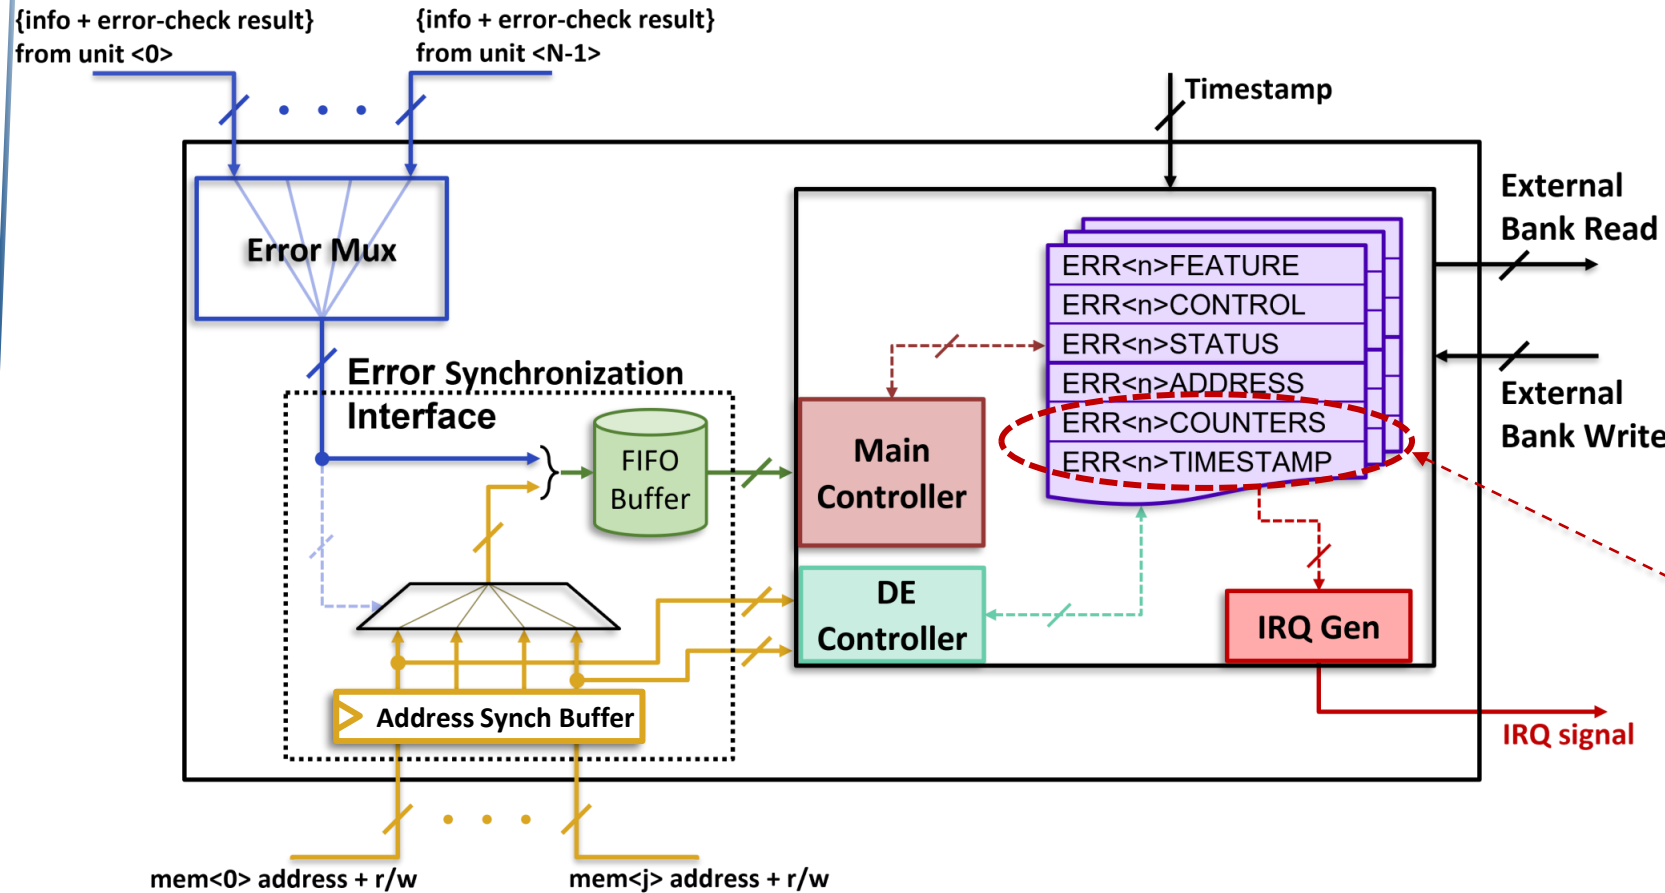 {info + error-check result}
from unit <0>
{info + error-check result}
from unit <N-1>
Timestamp
External
Bank Read
Error Mux
ERR<n>FEATURE
ERR<n>CONTROL
ERR<n>STATUS
ERR<n>ADDRESS
ERR<n>COUNTERS
ERR<n>TIMESTAMP
External
Bank Write
Error Synchronization
Interface
FIFO
Buffer
Main
Controller
DE
Controller
IRQ Gen
Address Synch Buffer
IRQ signal
mem<0> address + r/w
mem<j> address + r/w